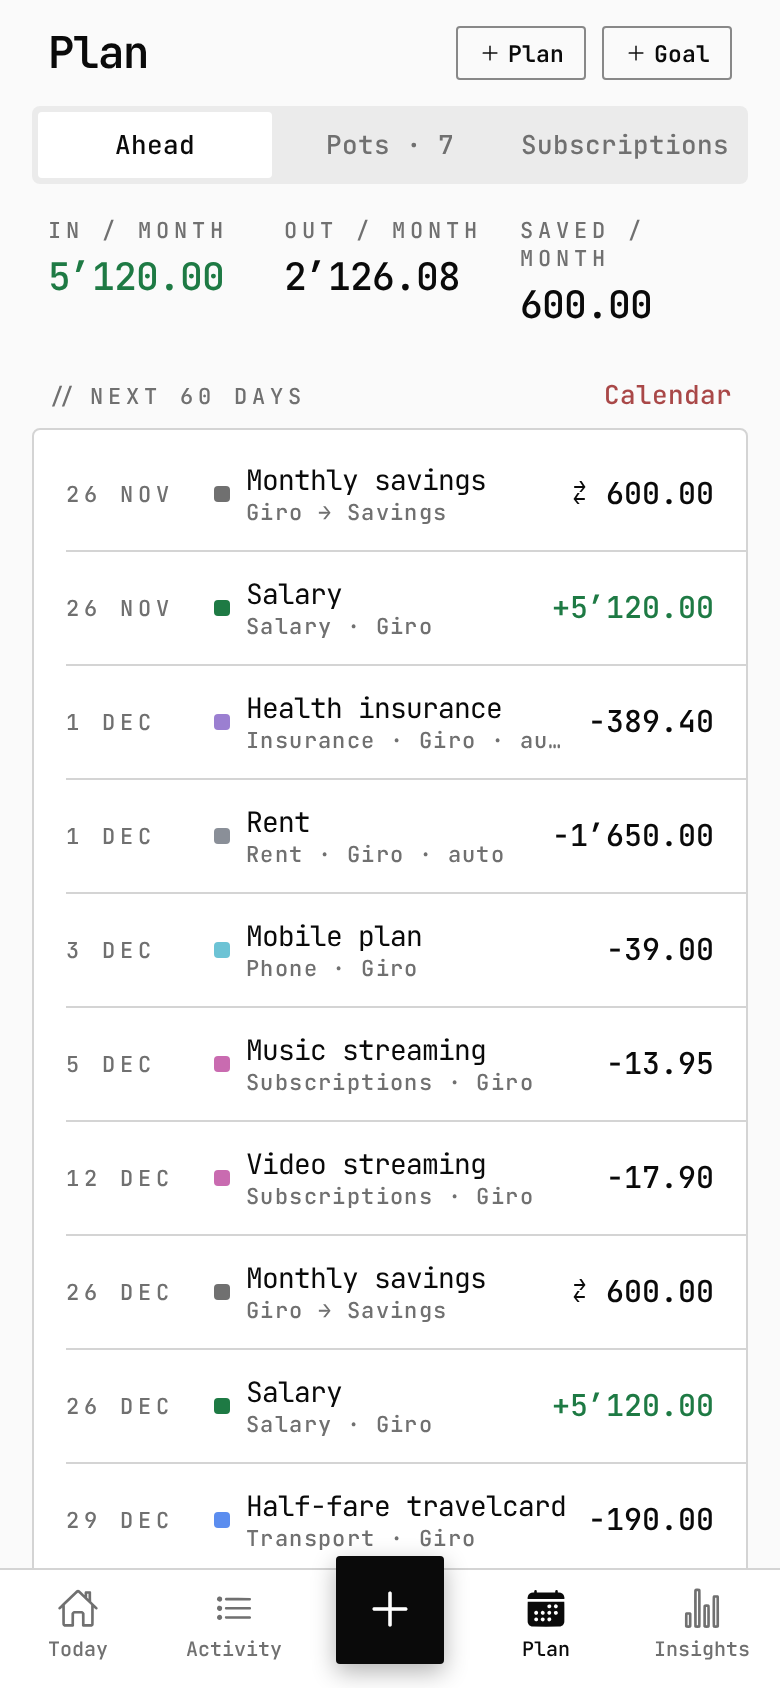 Plan
+ Plan
+ Goal
Ahead
Pots · 7
Subscriptions
IN / MONTH
5’120.00
OUT / MONTH
2’126.08
SAVED /
MONTH
600.00
// NEXT 60 DAYS
Calendar
26 NOV
Monthly savings
Giro → Savings
600.00
26 NOV
Salary
Salary · Giro
+5’120.00
1 DEC
Health insurance
Insurance · Giro · au…
-389.40
1 DEC
Rent
Rent · Giro · auto
-1’650.00
3 DEC
Mobile plan
Phone · Giro
-39.00
5 DEC
Music streaming
Subscriptions · Giro
-13.95
12 DEC
Video streaming
Subscriptions · Giro
-17.90
26 DEC
Monthly savings
Giro → Savings
600.00
26 DEC
Salary
Salary · Giro
+5’120.00
29 DEC
Half-fare travelcard
Transport · Giro
-190.00
Today
Activity
Plan
Insights